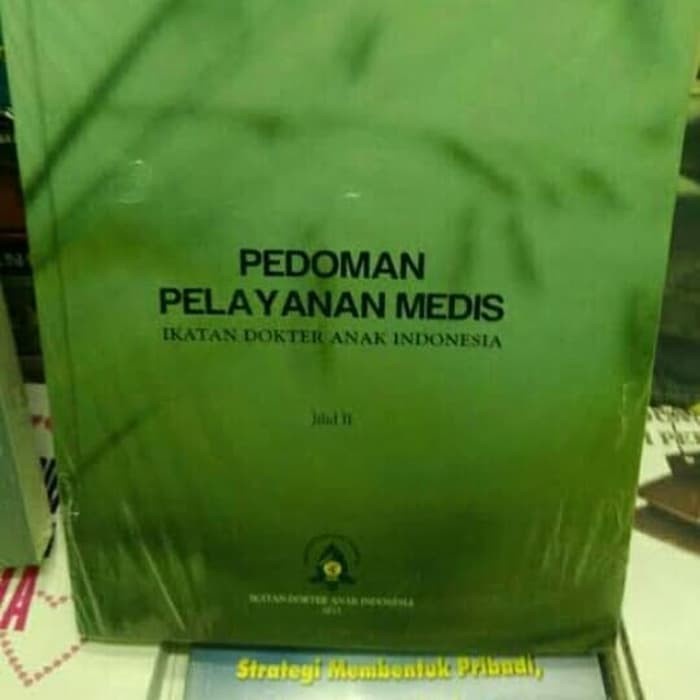 PEDOMAN
PELAYANAN MEDIS
IKATAN DOKTER ANAK INDONESIA
Jilid II
IKATAN DOKTER ANAK INDONESIA
Strategi Membentuk Pribadi,